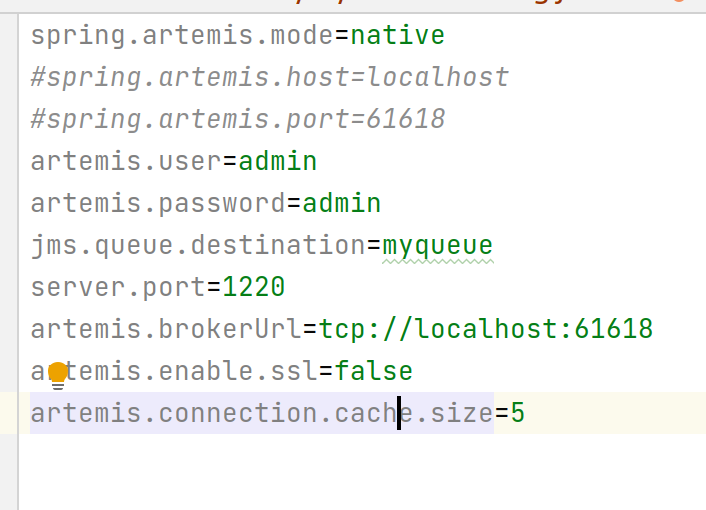 spring.artemis.mode=native
#spring.artemis.host=localhost
#spring.artemis.port=61618
artemis.user=admin
artemis.password=admin
jms.queue.destination=myqueue
server.port=1220
artemis.brokerUrl=tcp://localhost:61618
artemis.enable.ssl=false
artemis.connection.cache.size=5